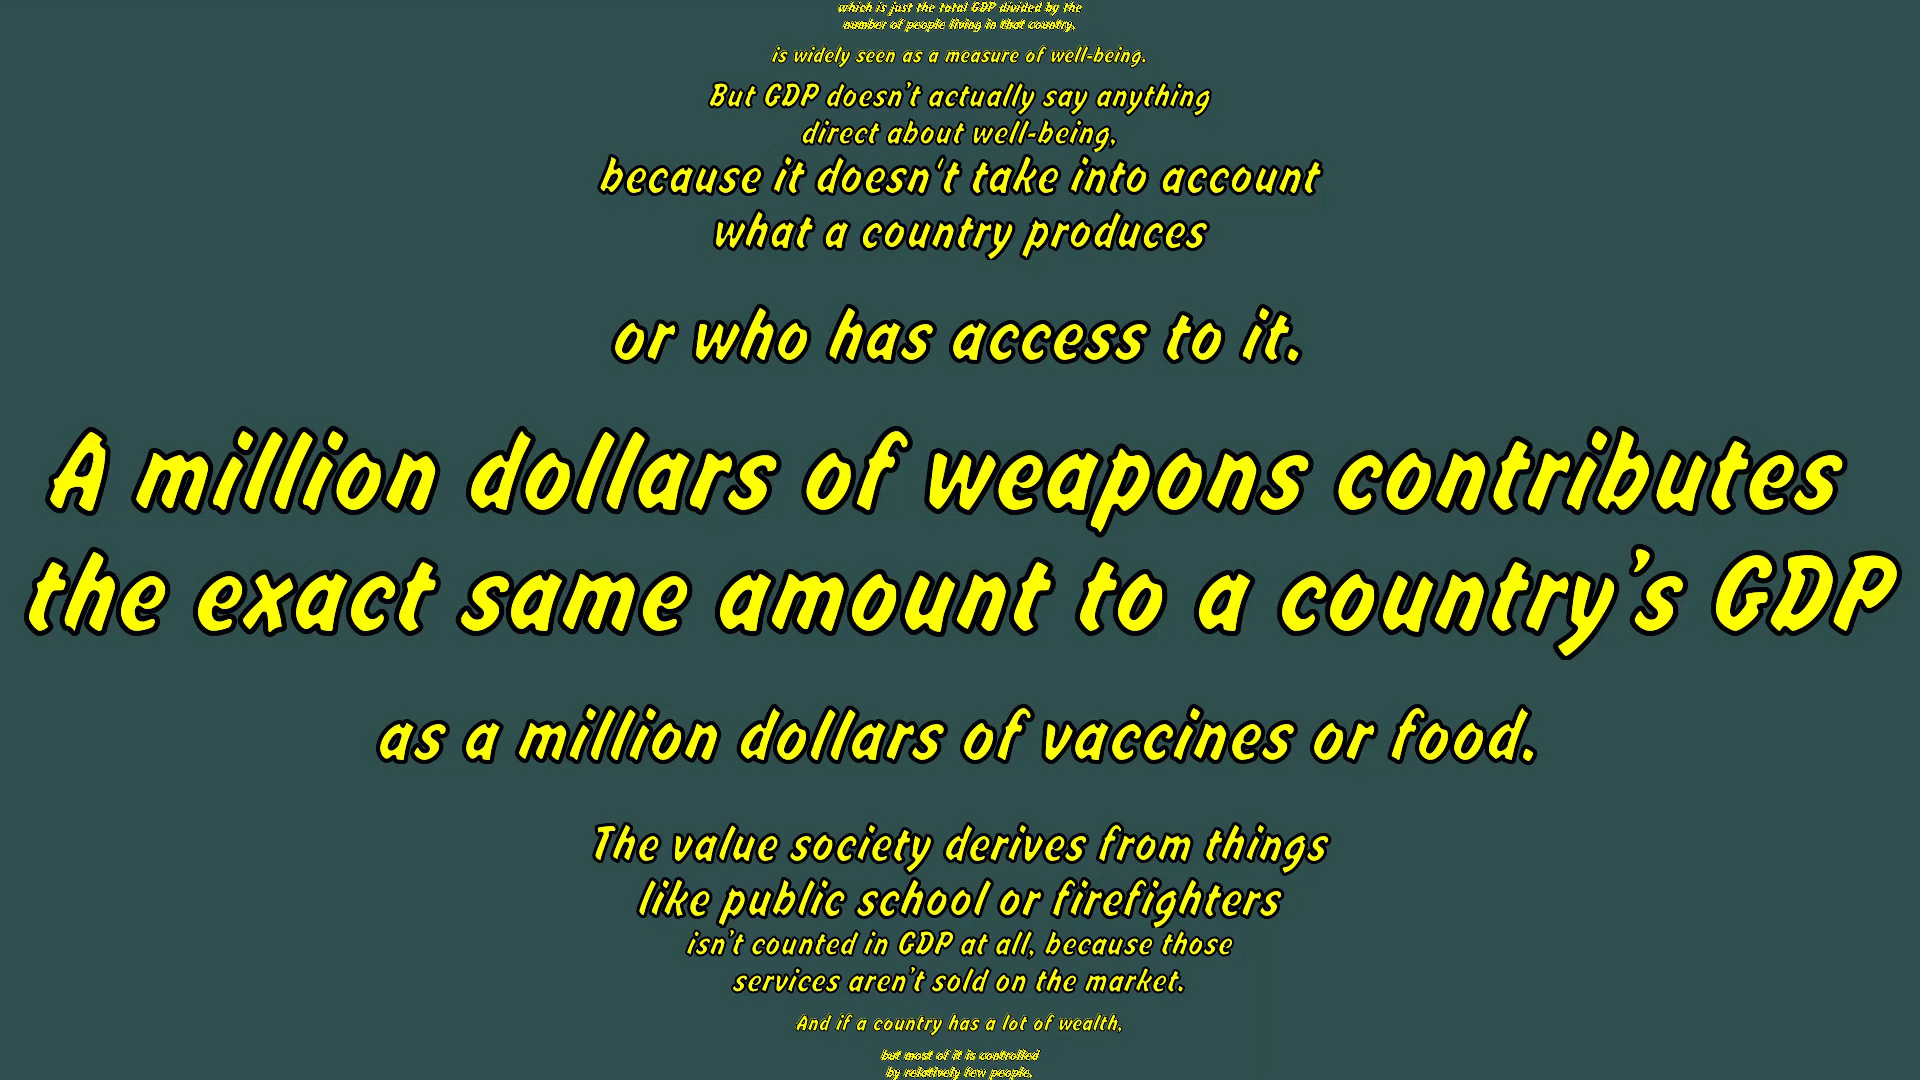 which is just the total GDP divided by the
number of people living in that country,
is widely seen as a measure of well-being.
But GDP doesn’t actually say anything
direct about well-being,
because it doesn't take into account
what a country produces
or who has access to it.
A million dollars of weapons contributes
the exact same amount to a country’s GDP
as a million dollars of vaccines or food.
The value society derives from things
like public school or firefighters
isn’t counted in GDP at all, because those
services aren’t sold on the market.
And if a country has a lot of wealth,
but most of it is controlled
by relatively few people,